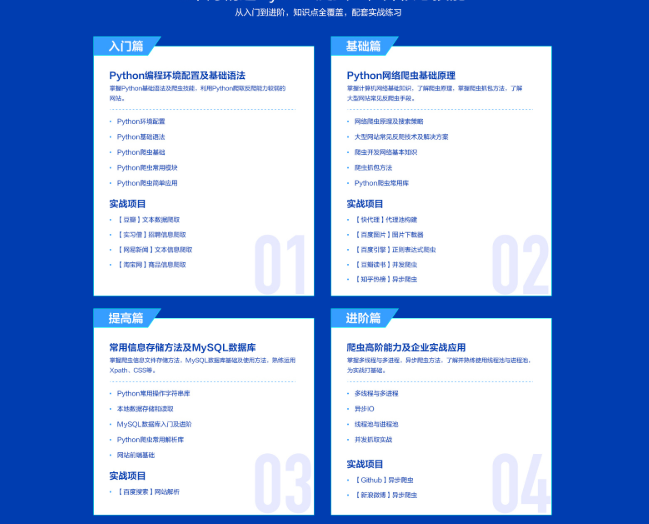 从入门到进阶，知识点全覆盖，配套实战练习
入门篇
Python编程环境配置及基础语法
掌握Python基础语法及爬虫技能，利用Python爬取反爬能力较弱的
网站。
Python环境配置
Python基础语法
Python爬虫基础
Python爬虫常用模块
Python爬虫简单应用
实战项目
【豆瓣】文本数据爬取
【实习僧】招聘信息爬取
【网易新闻】文本信息爬取
【淘宝网】商品信息爬取
01
基础篇
Python网络爬虫基础原理
掌握计算机网络基础知识，了解爬虫原理，掌握爬虫抓包方法，了解
大型网站常见反爬虫手段。
网络爬虫原理及搜索策略
大型网站常见反爬技术及解决方案
爬虫开发网络基本知识
爬虫抓包方法
Python爬虫常用库
实战项目
【快代理】代理池构建
【百度图片】图片下载器
【百度引擎】正则表达式爬虫
【豆瓣读书】并发爬虫
【知乎热榜】异步爬虫
02
提高篇
常用信息存储方法及MySQL数据库
掌握爬虫信息文件存储方法，MySQL数据库基础及使用方法，熟练运用
Xpath、CSS等。
Python常用操作字符串库
本地数据存储和读取
MySQL数据库入门及进阶
Python爬虫常用解析库
网站前端基础
实战项目
【百度搜索】网站解析
03
进阶篇
爬虫高阶能力及企业实战应用
掌握多线程与多进程、异步爬虫方法，了解并熟练使用线程池与进程池，
为实战打基础。
多线程与多进程
异步IO
线程池与进程池
并发抓取实战
实战项目
【Github】异步爬虫
【新浪微博】异步爬虫
04